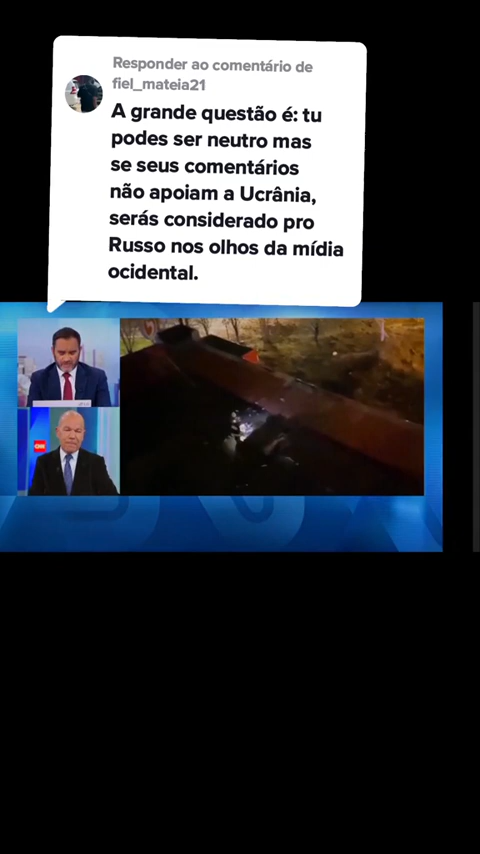 Responder ao comentário de
fiel_mateia21
A grande questão é: tu
podes ser neutro mas
se seus comentários
não apoiam a Ucrânia,
serás considerado pro
Russo nos olhos da mídia
ocidental.
CNN